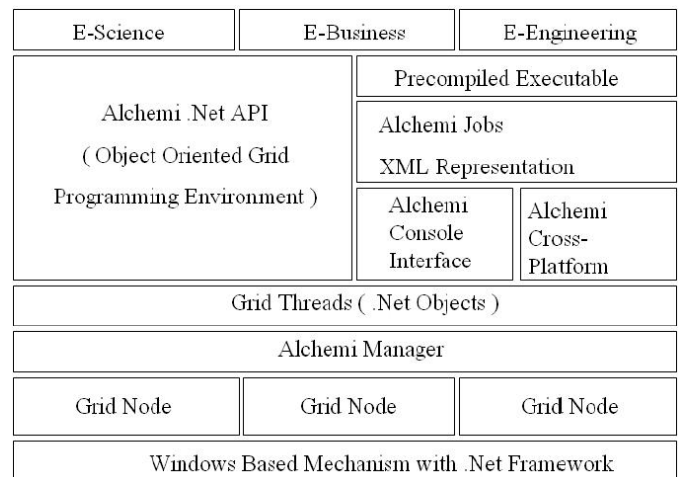 E-Science
E-Business
E-Engineering
Alchemi .Net API
( Object Oriented Grid
Programming Environment )
Precompiled Executable
Alchemi Jobs
XML Representation
Alchemi
Console
Interface
Alchemi
Cross-
Platform
Grid Threads ( .Net Objects )
Alchemi Manager
Grid Node
Grid Node
Grid Node
Windows Based Mechanism with .Net Framework